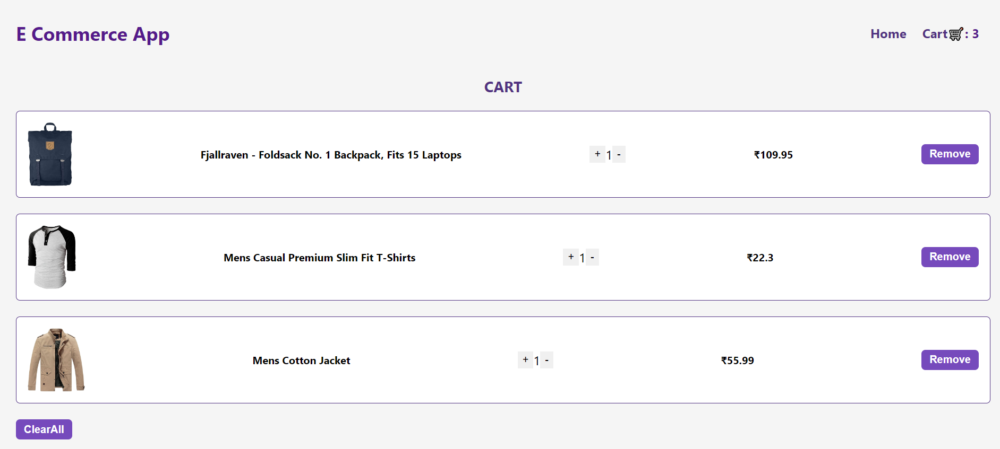 E Commerce App
Home Cart🛒: 3
CART
Fjallraven - Foldsack No. 1 Backpack, Fits 15 Laptops + 1 - ₹109.95 Remove
Mens Casual Premium Slim Fit T-Shirts + 1 - ₹22.3 Remove
Mens Cotton Jacket + 1 - ₹55.99 Remove
ClearAll